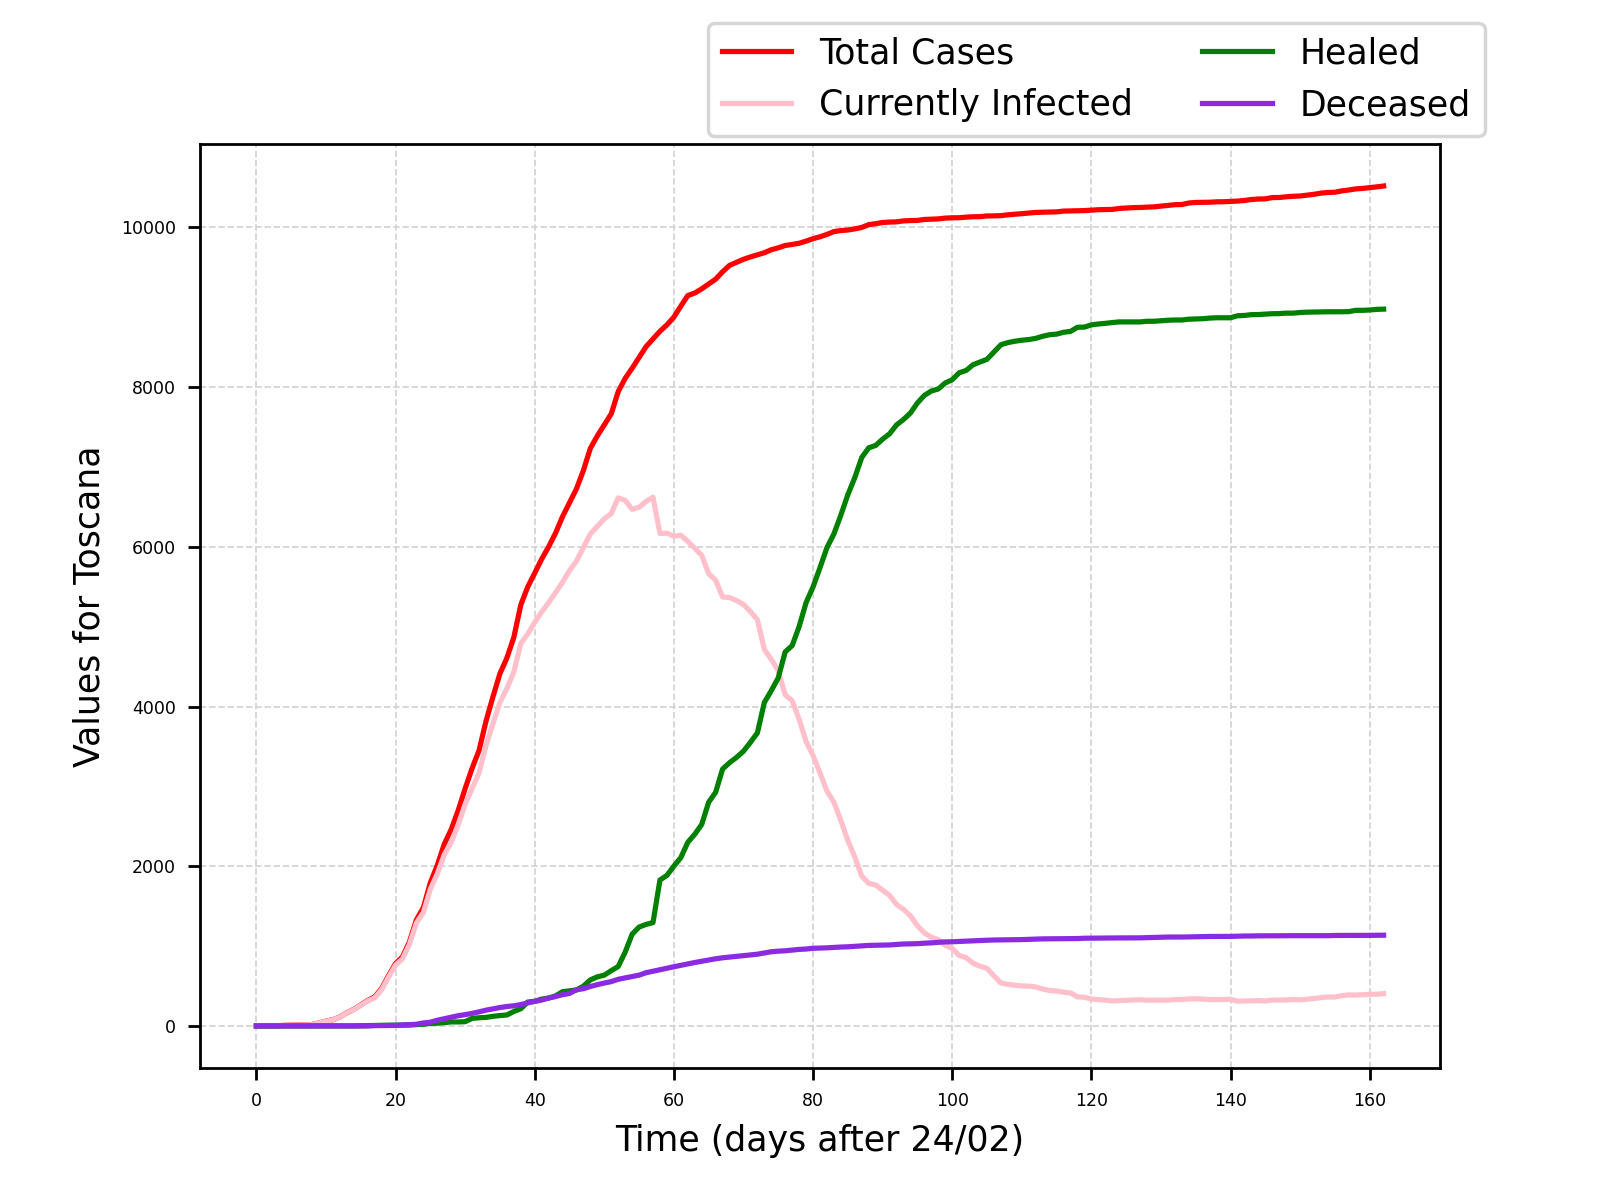 Total Cases Healed
Currently Infected Deceased
10000
8000
6000
4000
2000
0
Values for Toscana
0 20 40 60 80 100 120 140 160
Time (days after 24/02)